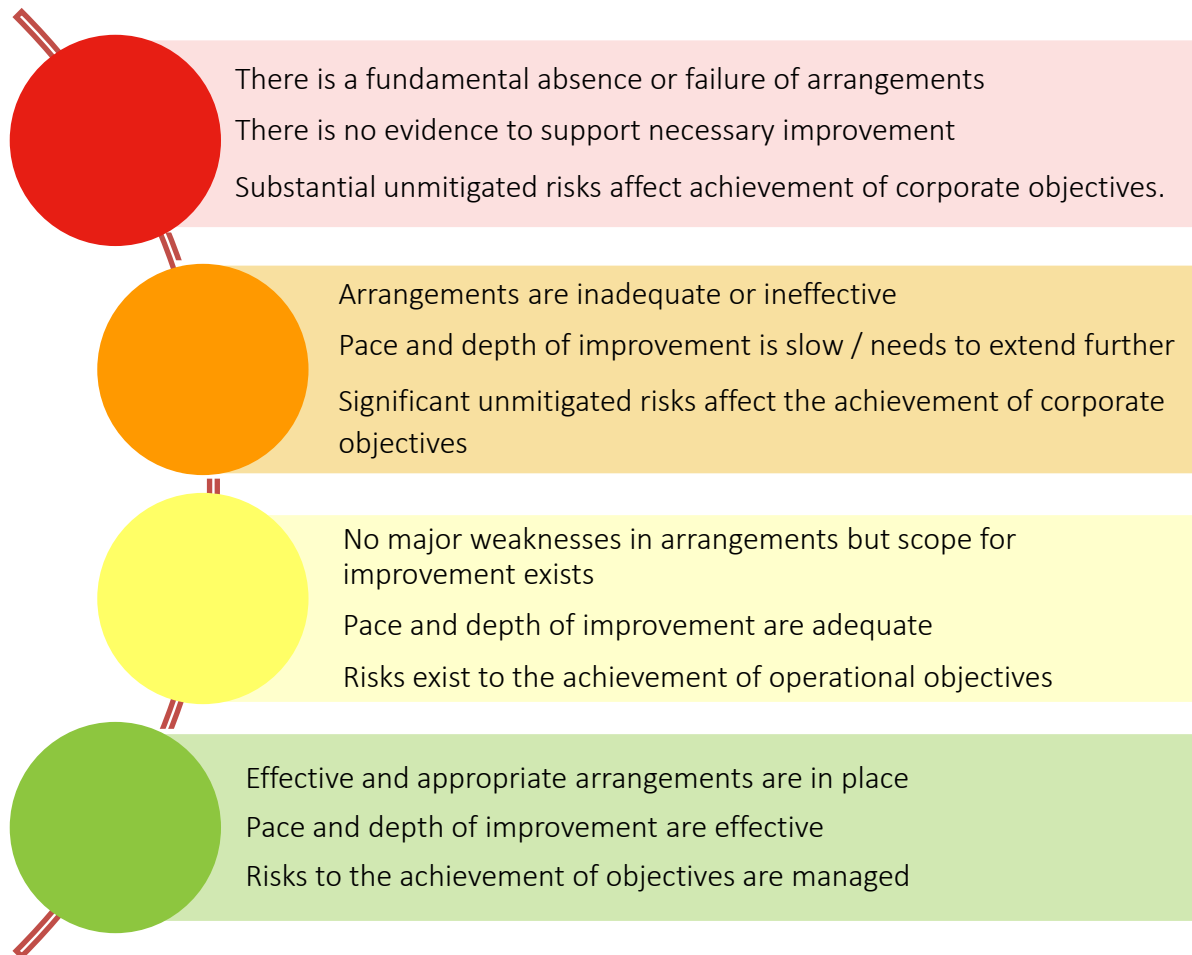 There is a fundamental absence or failure of arrangements
There is no evidence to support necessary improvement
Substantial unmitigated risks affect achievement of corporate objectives.
Arrangements are inadequate or ineffective
Pace and depth of improvement is slow / needs to extend further
Significant unmitigated risks affect the achievement of corporate
objectives
No major weaknesses in arrangements but scope for
improvement exists
Pace and depth of improvement are adequate
Risks exist to the achievement of operational objectives
Effective and appropriate arrangements are in place
Pace and depth of improvement are effective
Risks to the achievement of objectives are managed